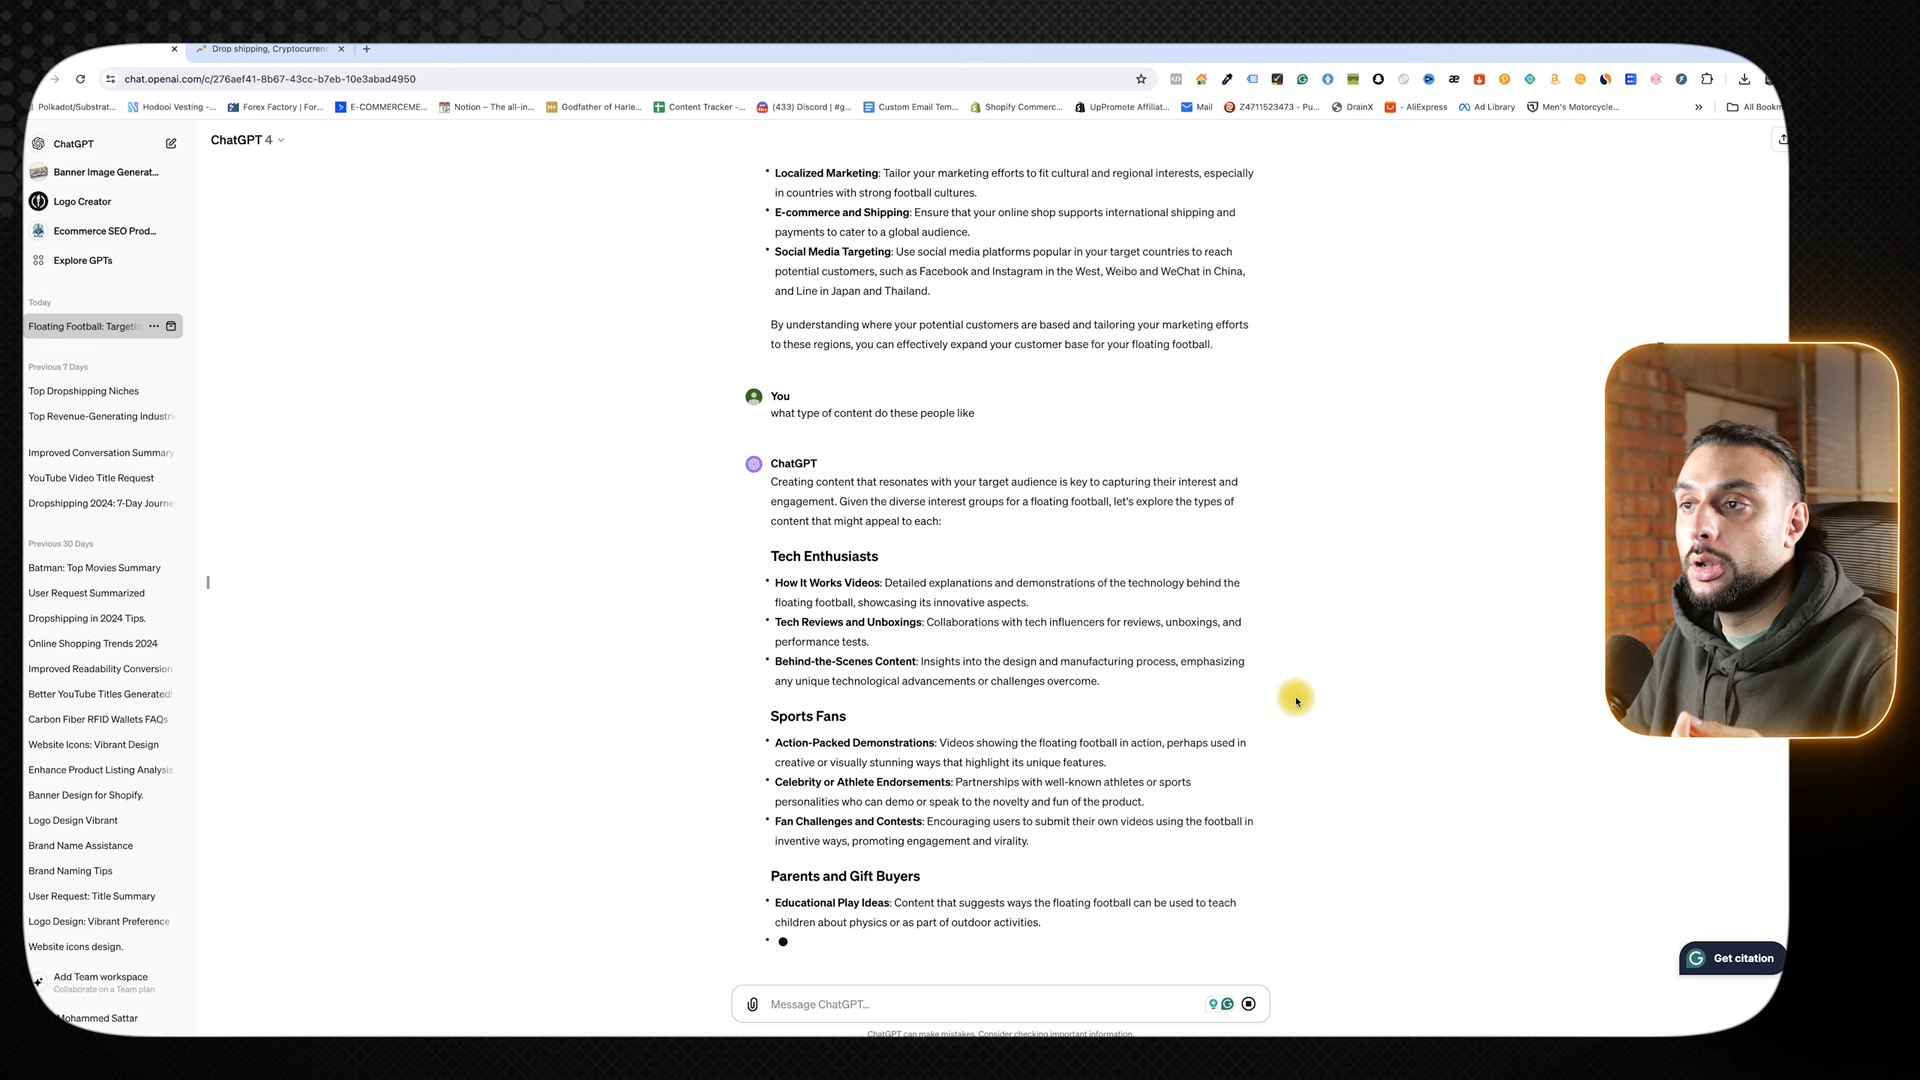 Drop shipping, Cryptocurrenc
chat.openai.com/c/276aef41-8b67-43cc-b7eb-10e3abad4950
Polkadot/Substrat...
Hodooi Vesting -...
Forex Factory | For...
E-COMMERCEME...
Notion – The all-in...
Godfather of Harle...
Content Tracker -...
(433) Discord | #g...
Custom Email Tem...
Shopify Commerc...
UpPromote Affiliat...
Mail
Z4711523473 - Pu...
DrainX
- AliExpress
Ad Library
Men's Motorcycle...
»
All Bookm
ChatGPT
Banner Image Generat...
Logo Creator
Ecommerce SEO Prod...
Explore GPTs
Today
Floating Football: Targetin
Previous 7 Days
Top Dropshipping Niches
Top Revenue-Generating Industri
Improved Conversation Summary
YouTube Video Title Request
Dropshipping 2024: 7-Day Journe
Previous 30 Days
Batman: Top Movies Summary
User Request Summarized
Dropshipping in 2024 Tips.
Online Shopping Trends 2024
Improved Readability Conversion
Better YouTube Titles Generated!
Carbon Fiber RFID Wallets FAQs
Website Icons: Vibrant Design
Enhance Product Listing Analysis
Banner Design for Shopify.
Logo Design Vibrant
Brand Name Assistance
Brand Naming Tips
User Request: Title Summary
Logo Design: Vibrant Preference
Website icons design.
Add Team workspace
Collaborate on a Team plan
Mohammed Sattar
ChatGPT 4
• Localized Marketing: Tailor your marketing efforts to fit cultural and regional interests, especially
in countries with strong football cultures.
• E-commerce and Shipping: Ensure that your online shop supports international shipping and
payments to cater to a global audience.
• Social Media Targeting: Use social media platforms popular in your target countries to reach
potential customers, such as Facebook and Instagram in the West, Weibo and WeChat in China,
and Line in Japan and Thailand.
By understanding where your potential customers are based and tailoring your marketing efforts
to these regions, you can effectively expand your customer base for your floating football.
You
what type of content do these people like
ChatGPT
Creating content that resonates with your target audience is key to capturing their interest and
engagement. Given the diverse interest groups for a floating football, let's explore the types of
content that might appeal to each:
Tech Enthusiasts
• How It Works Videos: Detailed explanations and demonstrations of the technology behind the
floating football, showcasing its innovative aspects.
• Tech Reviews and Unboxings: Collaborations with tech influencers for reviews, unboxings, and
performance tests.
• Behind-the-Scenes Content: Insights into the design and manufacturing process, emphasizing
any unique technological advancements or challenges overcome.
Sports Fans
• Action-Packed Demonstrations: Videos showing the floating football in action, perhaps used in
creative or visually stunning ways that highlight its unique features.
• Celebrity or Athlete Endorsements: Partnerships with well-known athletes or sports
personalities who can demo or speak to the novelty and fun of the product.
• Fan Challenges and Contests: Encouraging users to submit their own videos using the football in
inventive ways, promoting engagement and virality.
Parents and Gift Buyers
• Educational Play Ideas: Content that suggests ways the floating football can be used to teach
children about physics or as part of outdoor activities.
Get citation
Message ChatGPT...
ChatGPT can make mistakes. Consider checking important information.